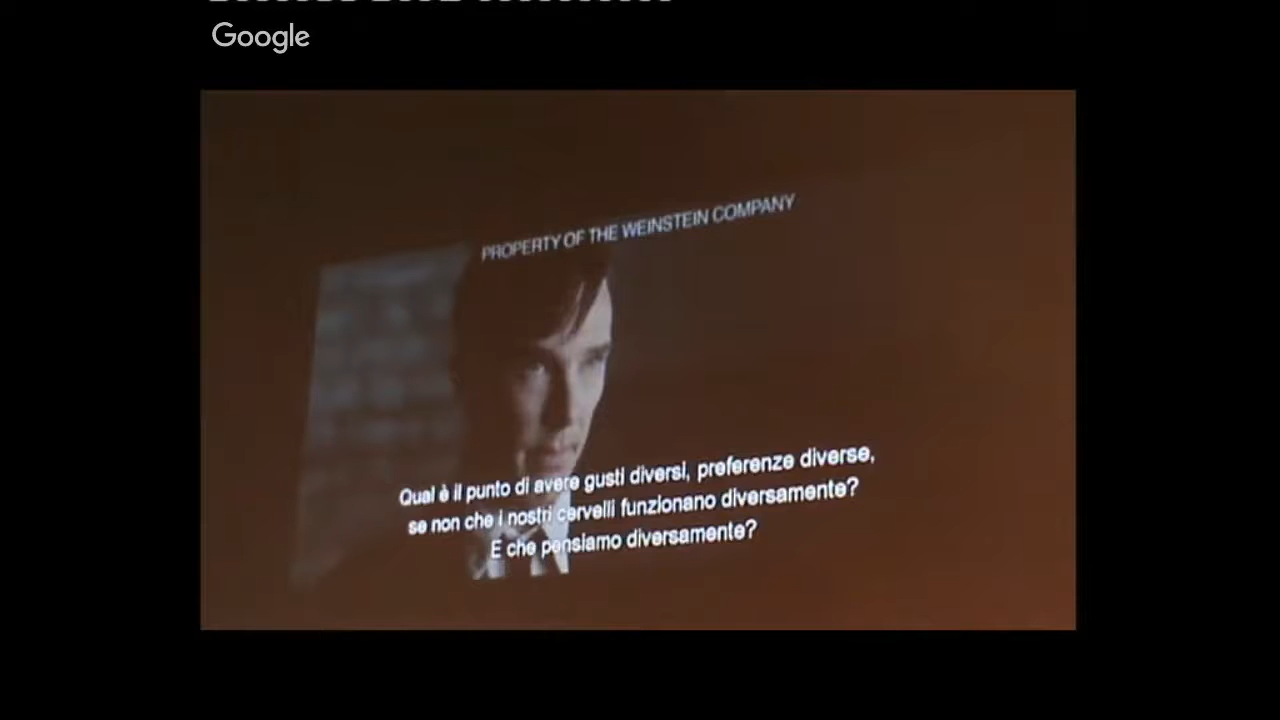 Google
PROPERTY OF THE WEINSTEIN COMPANY
Qual è il punto di avere gusti diversi, preferenze diverse,
se non che i nostri cervelli funzionano diversamente?
E che pensiamo diversamente?